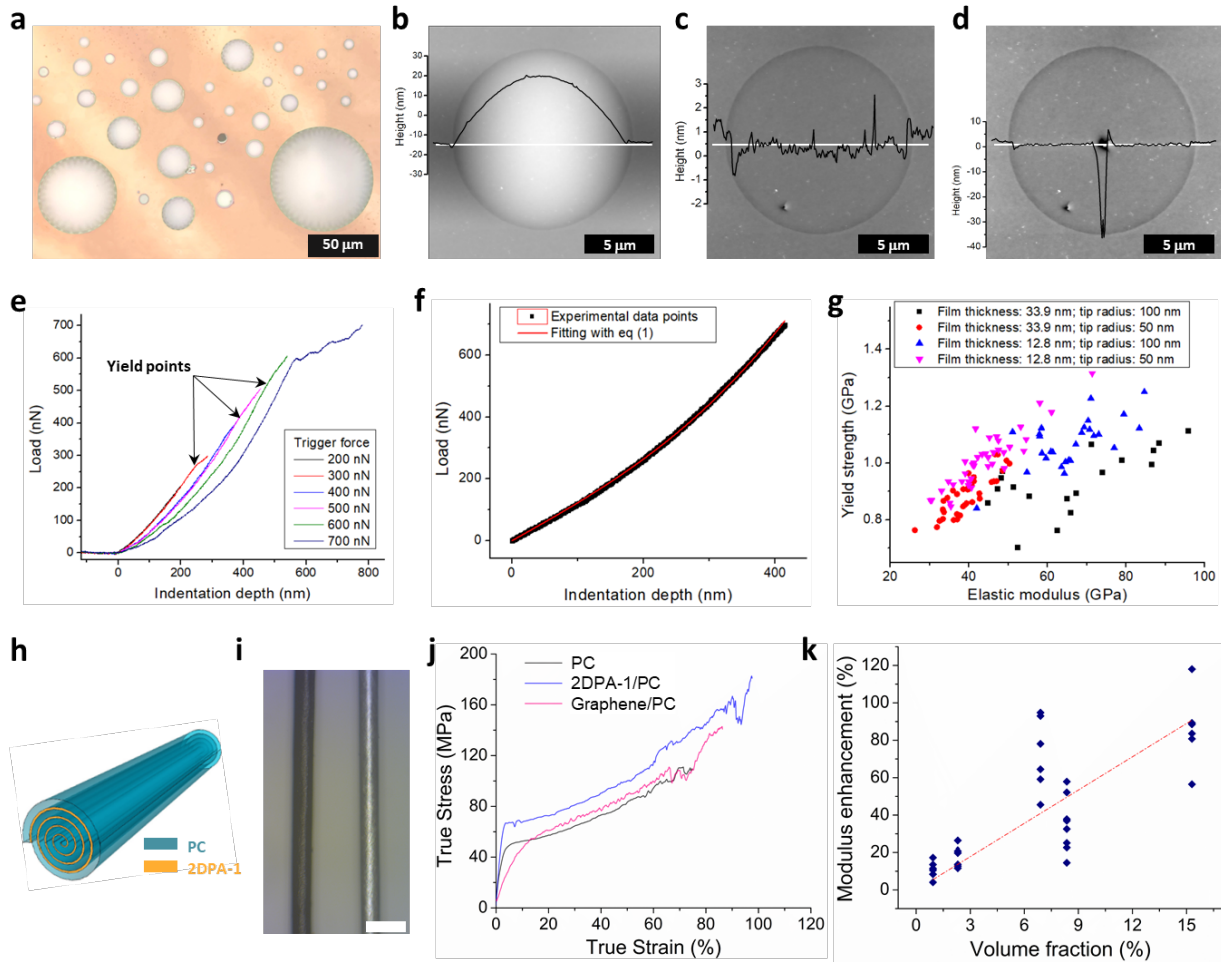 a
50 μm
b
Height (nm)
30
20
10
0
-10
-20
-30
5 μm
c
Height (nm)
3
2
1
0
-1
-2
5 μm
d
Height (nm)
10
0
-10
-20
-30
-40
5 μm
e
Load (nN)
700
600
500
400
300
200
100
0
Yield points
Trigger force
200 nN
300 nN
400 nN
500 nN
600 nN
700 nN
0 200 400 600 800
Indentation depth (nm)
f
Load (nN)
600
400
200
0
Experimental data points
Fitting with eq (1)
0 200 400
Indentation depth (nm)
g
Yield strength (GPa)
1.4
1.2
1.0
0.8
Film thickness: 33.9 nm; tip radius: 100 nm
Film thickness: 33.9 nm; tip radius: 50 nm
Film thickness: 12.8 nm; tip radius: 100 nm
Film thickness: 12.8 nm; tip radius: 50 nm
20 40 60 80 100
Elastic modulus (GPa)
h
PC
2DPA-1
i
j
True Stress (MPa)
200
160
120
80
40
0
PC
2DPA-1/PC
Graphene/PC
0 20 40 60 80 100 120
True Strain (%)
k
Modulus enhancement (%)
120
100
80
60
40
20
0
0 3 6 9 12 15
Volume fraction (%)